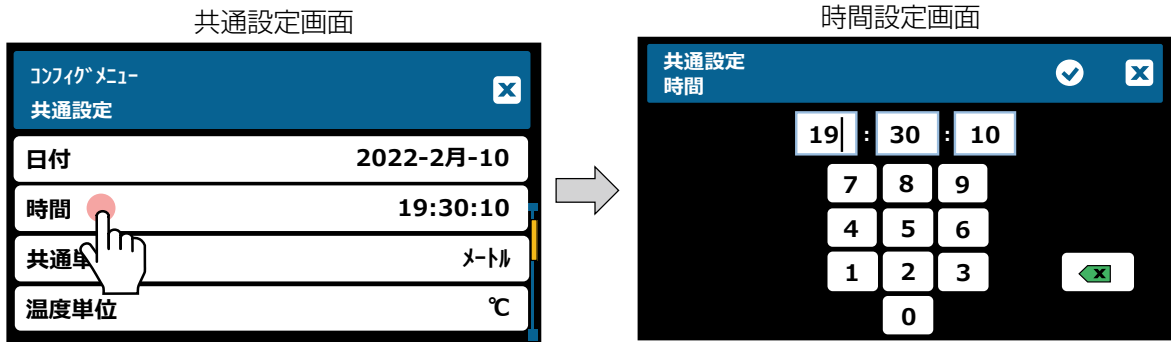 共通設定画面
ｺﾝﾌｨｸﾞﾒﾆｭｰ
共通設定
日付 2022-2月-10
時間 19:30:10
共通単 ﾒｰﾄﾙ
温度単位 ℃
時間設定画面
共通設定
時間
19 : 30 : 10
7 8 9
4 5 6
1 2 3
0